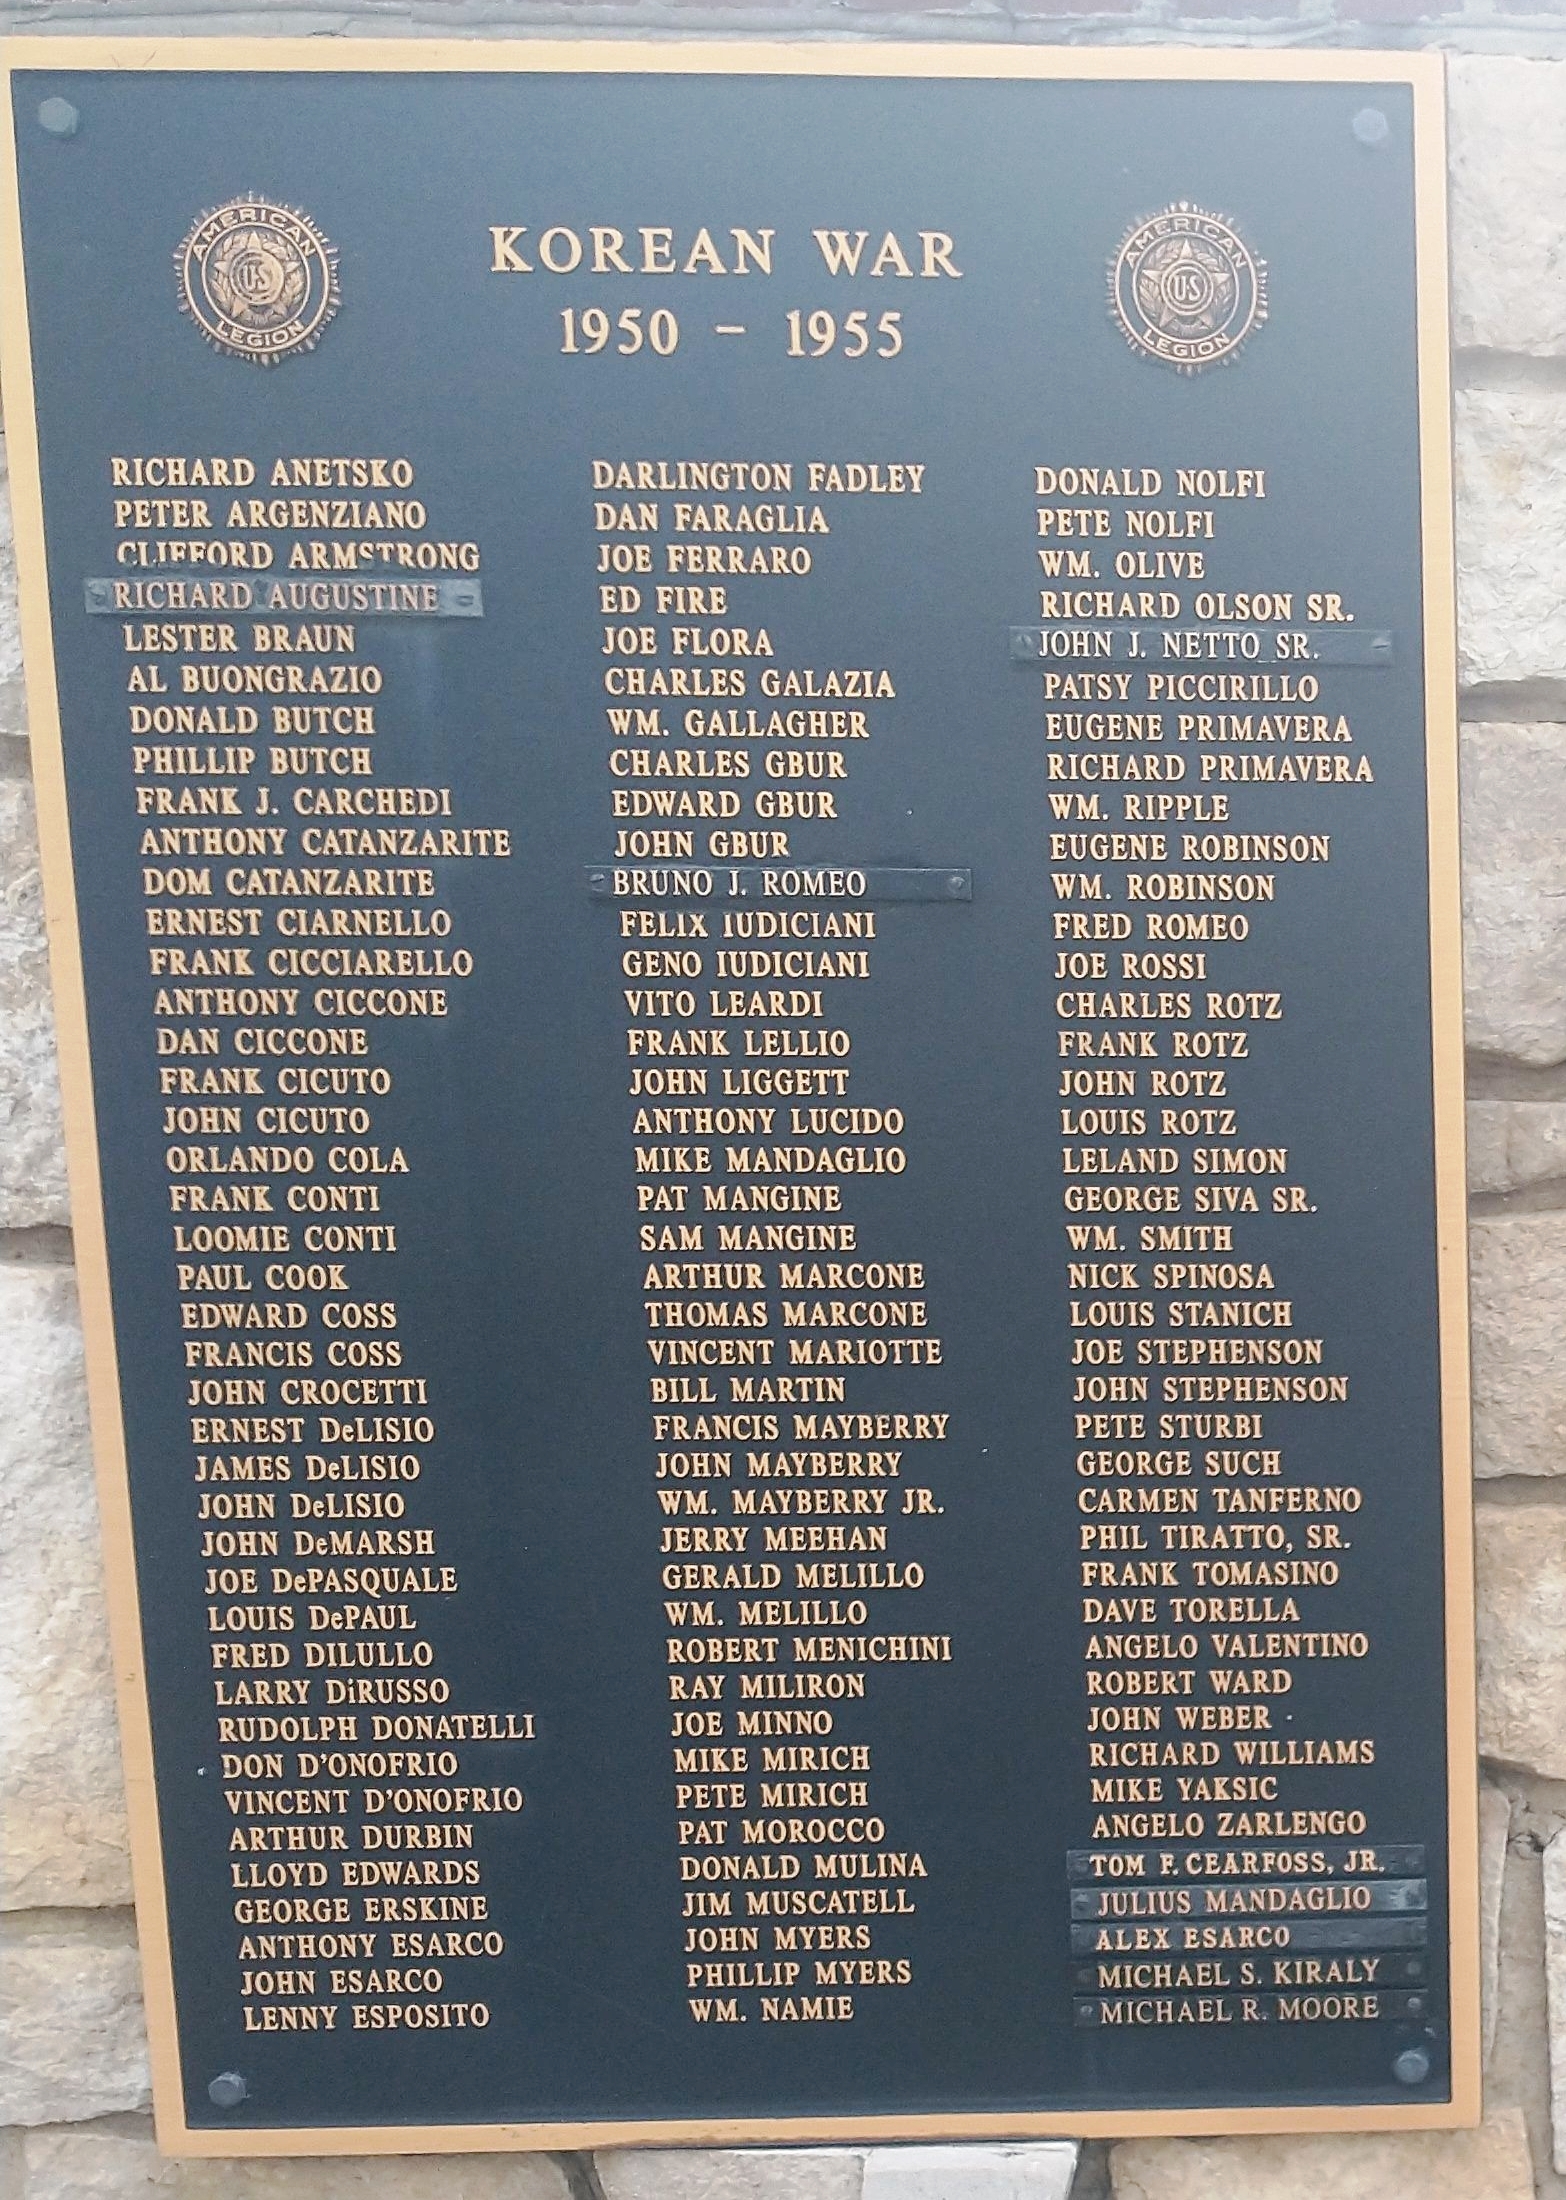 AMERICAN
U.S
LEGION
KOREAN WAR
1950 - 1955
AMERICAN
U.S
LEGION
RICHARD ANETSKO
PETER ARGENZIANO
CLIFFORD ARMSTRONG
RICHARD AUGUSTINE
LESTER BRAUN
AL BUONGRAZIO
DONALD BUTCH
PHILLIP BUTCH
FRANK J. CARCHEDI
ANTHONY CATANZARITE
DOM CATANZARITE
ERNEST CIARNELLO
FRANK CICCIARELLO
ANTHONY CICCONE
DAN CICCONE
FRANK CICUTO
JOHN CICUTO
ORLANDO COLA
FRANK CONTI
LOOMIE CONTI
PAUL COOK
EDWARD COSS
FRANCIS COSS
JOHN CROCETTI
ERNEST DeLISIO
JAMES DeLISIO
JOHN DeLISIO
JOHN DeMARSH
JOE DePASQUALE
LOUIS DePAUL
FRED DILULLO
LARRY DiRUSSO
RUDOLPH DONATELLI
DON D'ONOFRIO
VINCENT D'ONOFRIO
ARTHUR DURBIN
LLOYD EDWARDS
GEORGE ERSKINE
ANTHONY ESARCO
JOHN ESARCO
LENNY ESPOSITO
DARLINGTON FADLEY
DAN FARAGLIA
JOE FERRARO
ED FIRE
JOE FLORA
CHARLES GALAZIA
WM. GALLAGHER
CHARLES GBUR
EDWARD GBUR
JOHN GBUR
BRUNO J. ROMEO
FELIX IUDICIANI
GENO IUDICIANI
VITO LEARDI
FRANK LELLIO
JOHN LIGGETT
ANTHONY LUCIDO
MIKE MANDAGLIO
PAT MANGINE
SAM MANGINE
ARTHUR MARCONE
THOMAS MARCONE
VINCENT MARIOTTE
BILL MARTIN
FRANCIS MAYBERRY
JOHN MAYBERRY
WM. MAYBERRY JR.
JERRY MEEHAN
GERALD MELILLO
WM. MELILLO
ROBERT MENICHINI
RAY MILIRON
JOE MINNO
MIKE MIRICH
PETE MIRICH
PAT MOROCCO
DONALD MULINA
JIM MUSCATELL
JOHN MYERS
PHILLIP MYERS
WM. NAMIE
DONALD NOLFI
PETE NOLFI
WM. OLIVE
RICHARD OLSON SR.
JOHN J. NETTO SR.
PATSY PICCIRILLO
EUGENE PRIMAVERA
RICHARD PRIMAVERA
WM. RIPPLE
EUGENE ROBINSON
WM. ROBINSON
FRED ROMEO
JOE ROSSI
CHARLES ROTZ
FRANK ROTZ
JOHN ROTZ
LOUIS ROTZ
LELAND SIMON
GEORGE SIVA SR.
WM. SMITH
NICK SPINOSA
LOUIS STANICH
JOE STEPHENSON
JOHN STEPHENSON
PETE STURBI
GEORGE SUCH
CARMEN TANFERNO
PHIL TIRATTO, SR.
FRANK TOMASINO
DAVE TORELLA
ANGELO VALENTINO
ROBERT WARD
JOHN WEBER
RICHARD WILLIAMS
MIKE YAKSIC
ANGELO ZARLENGO
TOM F. CEARFOSS, JR.
JULIUS MANDAGLIO
ALEX ESARCO
MICHAEL S. KIRALY
MICHAEL R. MOORE